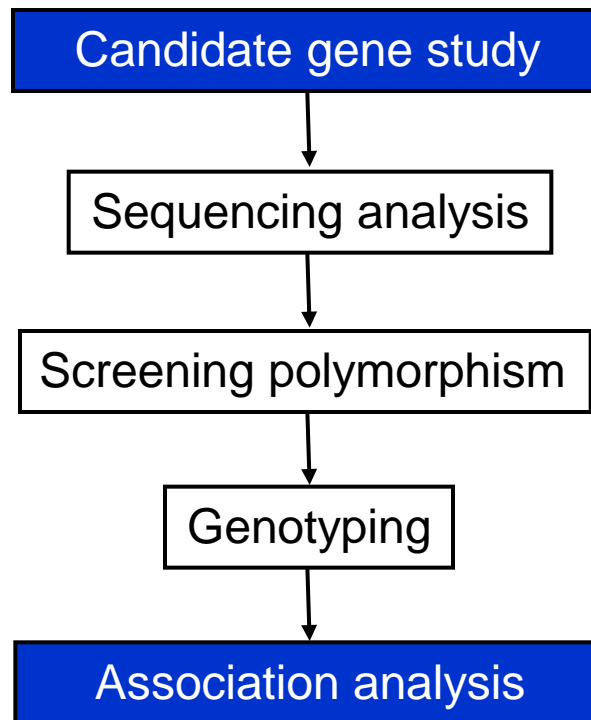 Candidate gene study
Sequencing analysis
Screening polymorphism
Genotyping
Association analysis